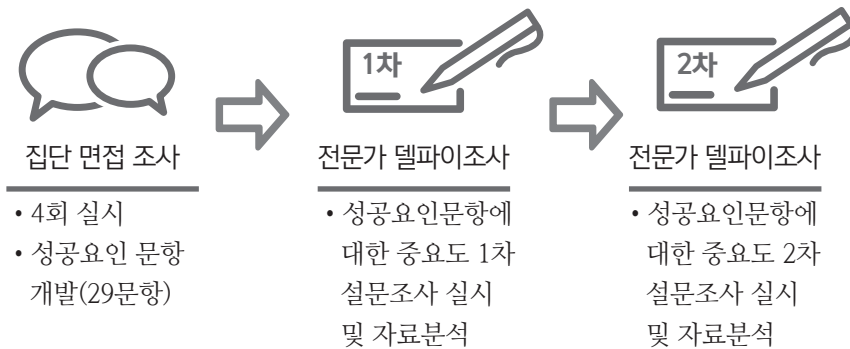 집단 면접 조사
• 4회 실시
• 성공요인 문항
개발(29문항)
1차
전문가 델파이조사
• 성공요인문항에
대한 중요도 1차
설문조사 실시
및 자료분석
2차
전문가 델파이조사
• 성공요인문항에
대한 중요도 2차
설문조사 실시
및 자료분석